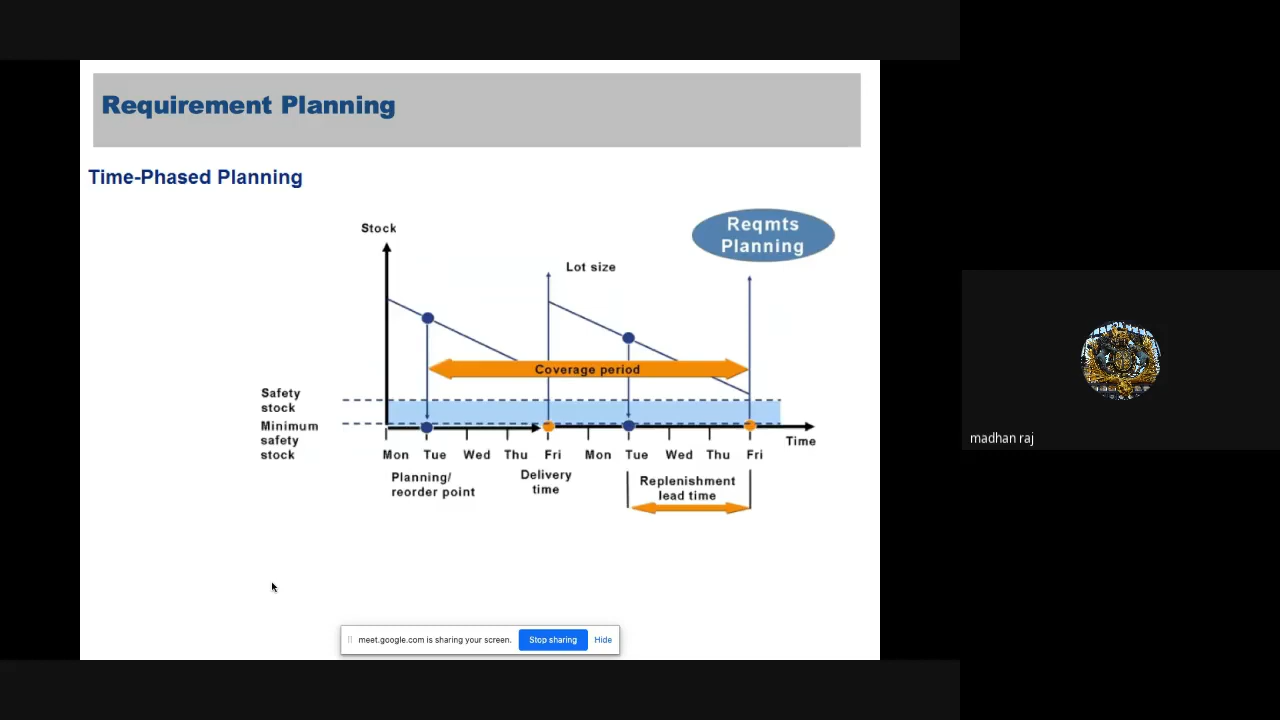 Requirement Planning
Time-Phased Planning
Reqmts
Planning
Stock
Lot size
Coverage period
Safety
stock
Minimum
safety
stock
Time
Mon Tue Wed Thu Fri Mon Tue Wed Thu Fri
Planning/
reorder point
Delivery
time
Replenishment
lead time
madhan raj
meet.google.com is sharing your screen.
Stop sharing
Hide